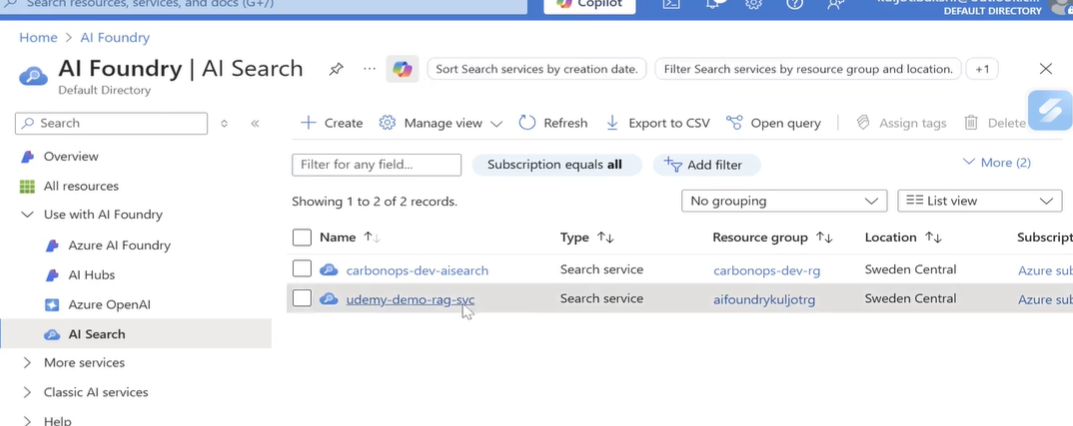 Search resources, services, and docs (G+/)
Copilot
DEFAULT DIRECTORY
Home > AI Foundry
AI Foundry | AI Search
Default Directory
Sort Search services by creation date.
Filter Search services by resource group and location.
+1
Search
Create
Manage view
Refresh
Export to CSV
Open query
Assign tags
Delete
Overview
All resources
Use with AI Foundry
Azure AI Foundry
AI Hubs
Azure OpenAI
AI Search
More services
Classic AI services
Help
Filter for any field...
Subscription equals all
Add filter
More (2)
Showing 1 to 2 of 2 records.
No grouping
List view
Name Type Resource group Location Subscript
carbonops-dev-aisearch Search service carbonops-dev-rg Sweden Central Azure sub
udemy-demo-rag-svc Search service aifoundrykuljotrg Sweden Central Azure sub